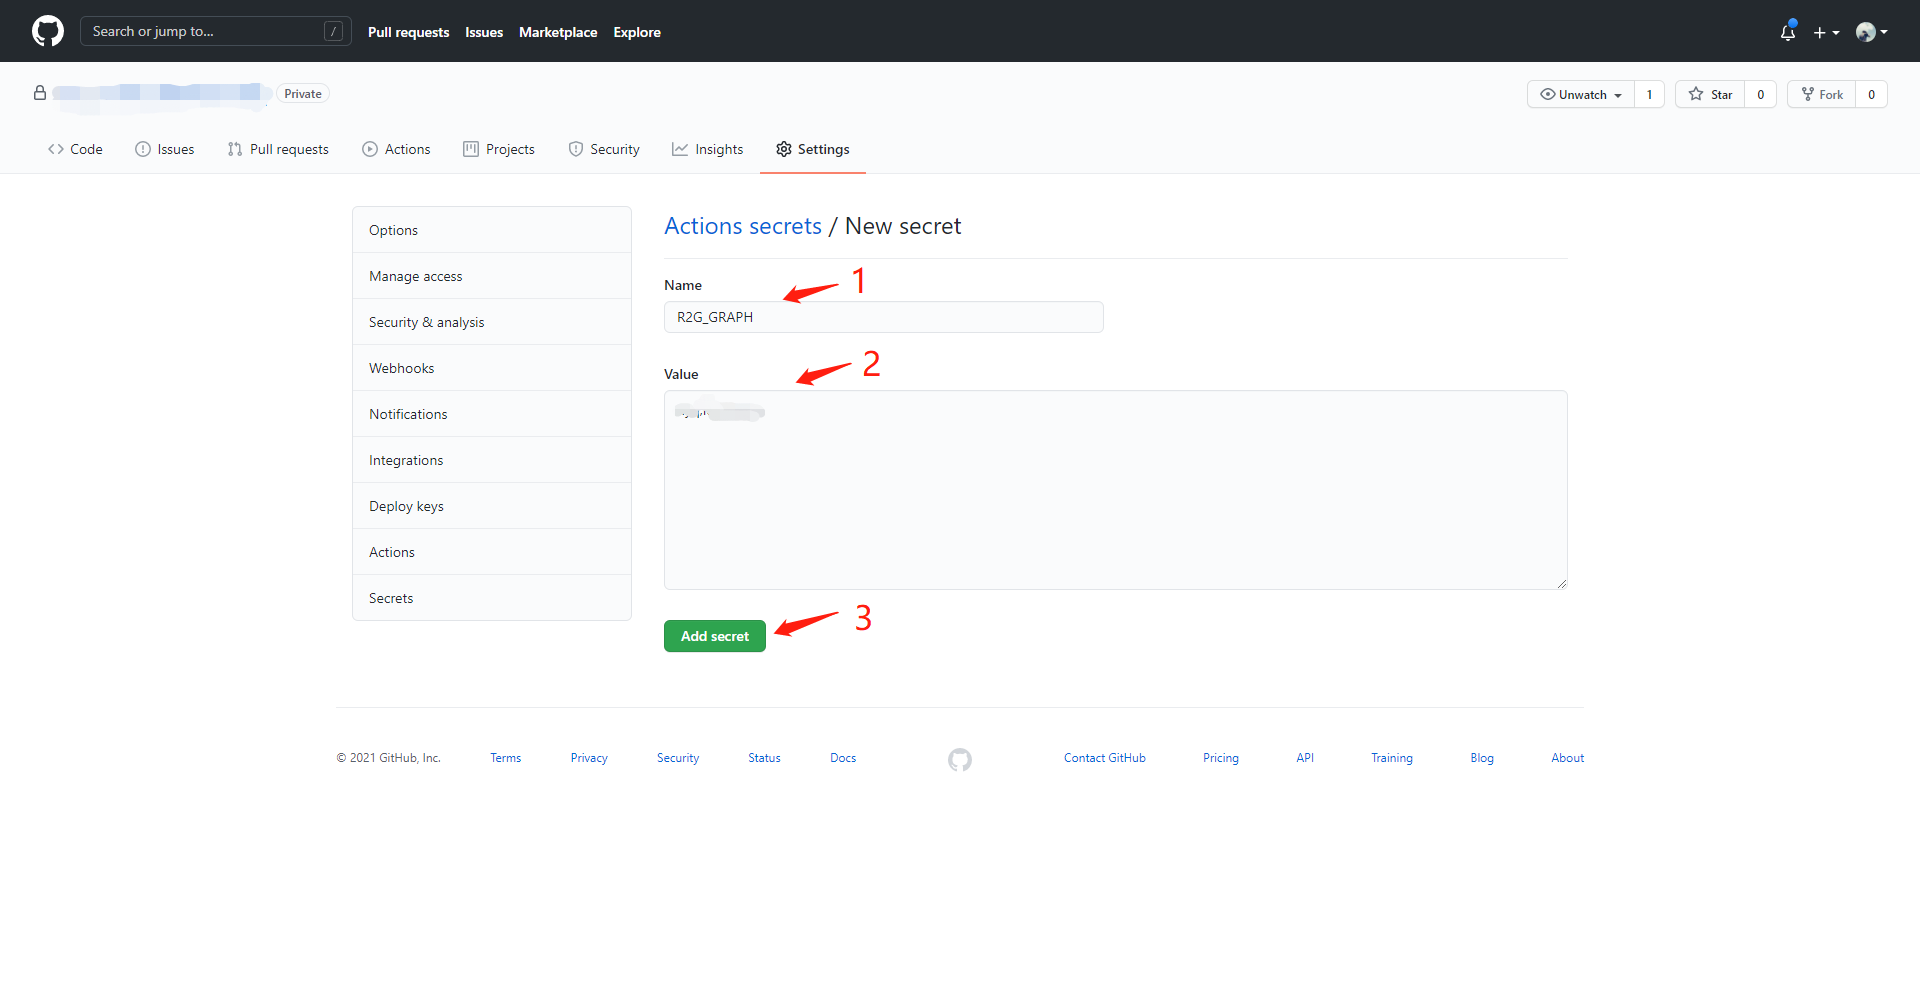 Search or jump to... /
Pull requests Issues Marketplace Explore
Private
Unwatch 1 Star 0 Fork 0
Code Issues Pull requests Actions Projects Security Insights Settings
Options
Manage access
Security & analysis
Webhooks
Notifications
Integrations
Deploy keys
Actions
Secrets
Actions secrets / New secret
Name
1
R2G_GRAPH
Value
2
Add secret
3
© 2021 GitHub, Inc. Terms Privacy Security Status Docs Contact GitHub Pricing API Training Blog About